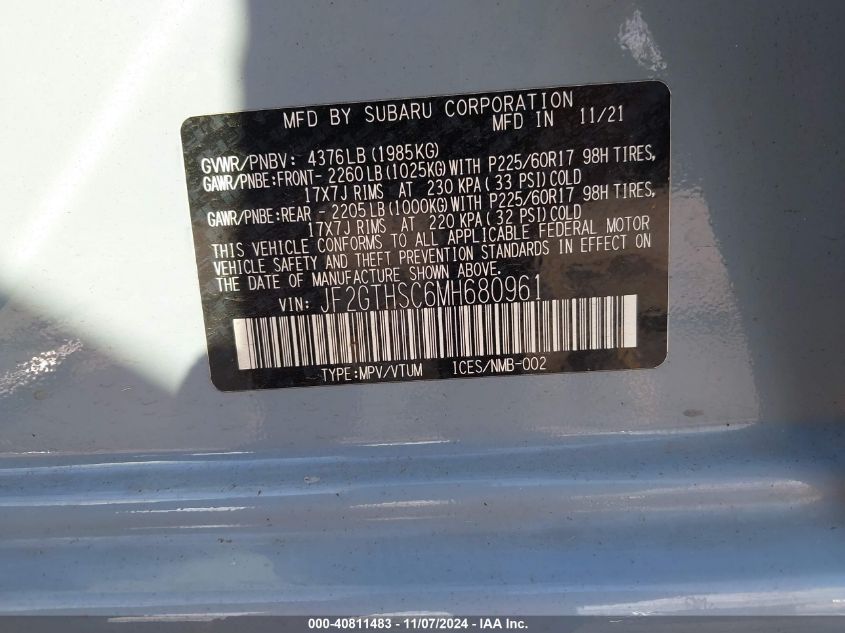 MFD BY SUBARU CORPORATION
MFD IN 11/21
GVWR/PNBV: 4376LB(1985KG)
GAWR/PNBE:FRONT- 2260LB(1025KG)WITH P225/60R17 98H TIRES,
17X7J RIMS AT 230 KPA( 33 PSI)COLD
GAWR/PNBE:REAR - 2205LB(1000KG)WITH P225/60R17 98H TIRES,
17X7J RIMS AT 220 KPA( 32 PSI)COLD
THIS VEHICLE CONFORMS TO ALL APPLICABLE FEDERAL MOTOR
VEHICLE SAFETY AND THEFT PREVENTION STANDARDS IN EFFECT ON
THE DATE OF MANUFACTURE SHOWN ABOVE.
VIN: JF2GTHSC6MH680961
TYPE:MPV/VTUM ICES/NMB-002
000-40811483 - 11/07/2024 - IAA Inc.